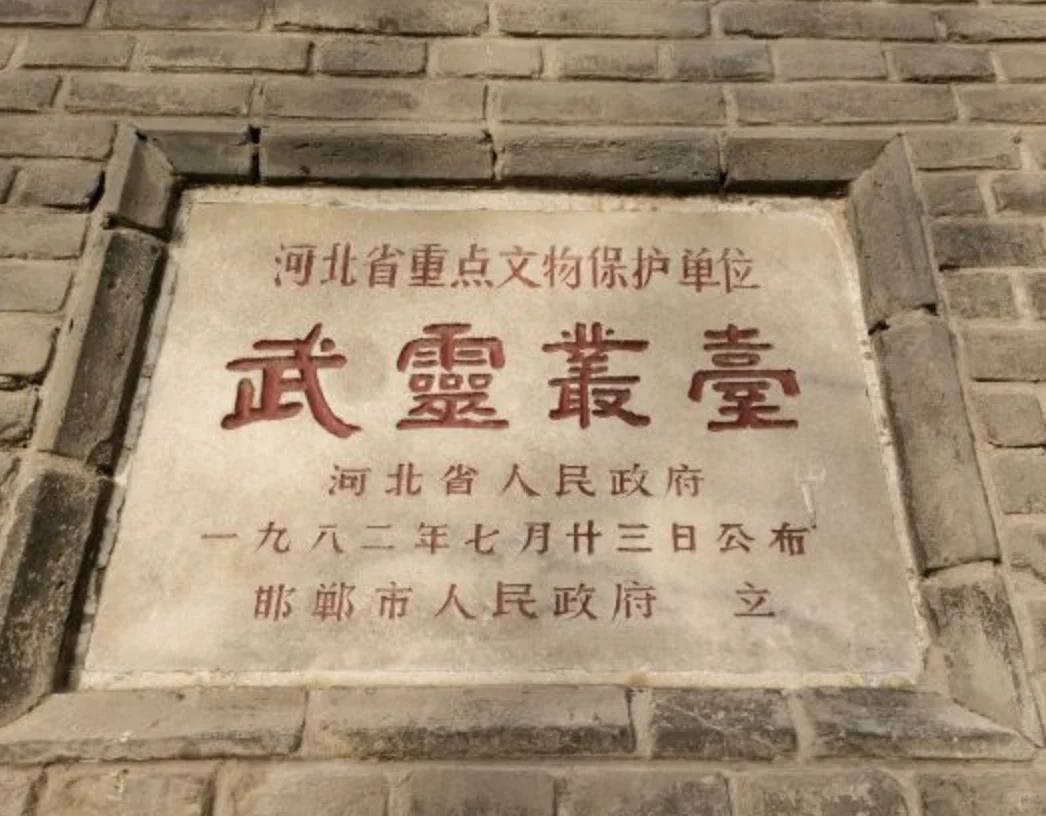 河北省重点文物保护单位
武靈叢臺
河北省人民政府
一九八二年七月廿三日公布
邯郸市人民政府 立